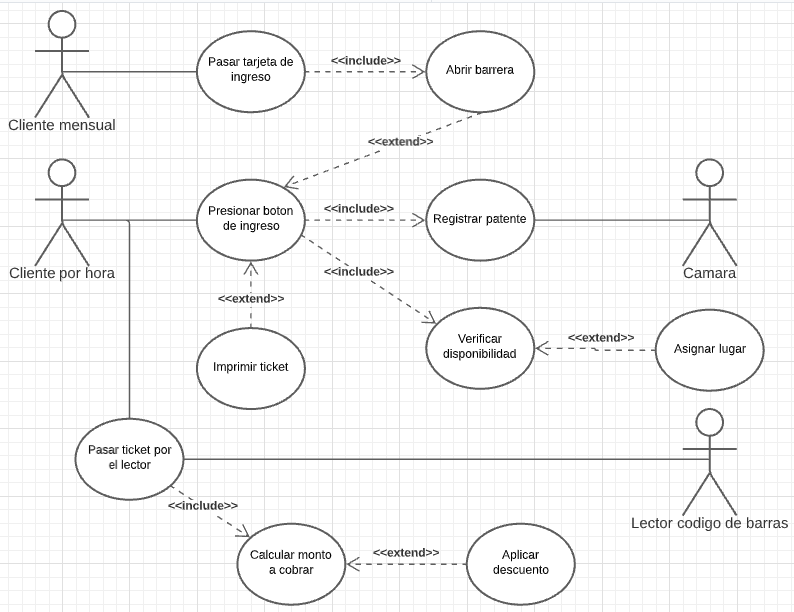 Pasar tarjeta de
ingreso
<<include>>
Abrir barrera
Cliente mensual
<<extend>>
Presionar boton
de ingreso
<<include>>
Registrar patente
Cliente por hora
Camara
<<include>>
<<extend>>
Imprimir ticket
Verificar
disponibilidad
<<extend>>
Asignar lugar
Pasar ticket por
el lector
<<include>>
Lector codigo de barras
Calcular monto
a cobrar
<<extend>>
Aplicar
descuento